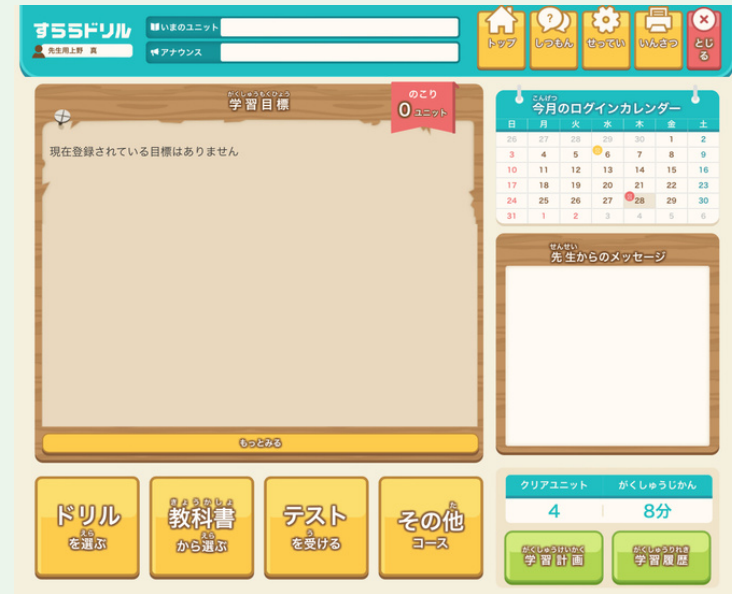 すららドリル
先生用上野 真
いまのユニット
アナウンス
トップ
しつもん
せってい
いんさつ
とじる
がくしゅうもくひょう
学習目標
のこり
0 ユニット
現在登録されている目標はありません
もっとみる
こんげつ
今月のログインカレンダー
日 月 火 水 木 金 土
26 27 28 29 30 1 2
3 4 5 6 7 8 9
10 11 12 13 14 15 16
17 18 19 20 21 22 23
24 25 26 27 28 29 30
31 1 2 3 4 5 6
せんせい
先生からのメッセージ
ドリル
えら
を選ぶ
きょうかしょ
教科書
から選ぶ
テスト
う
を受ける
た
その他
コース
クリアユニット がくしゅうじかん
4 8分
がくしゅうけいかく
学習計画
がくしゅうりれき
学習履歴